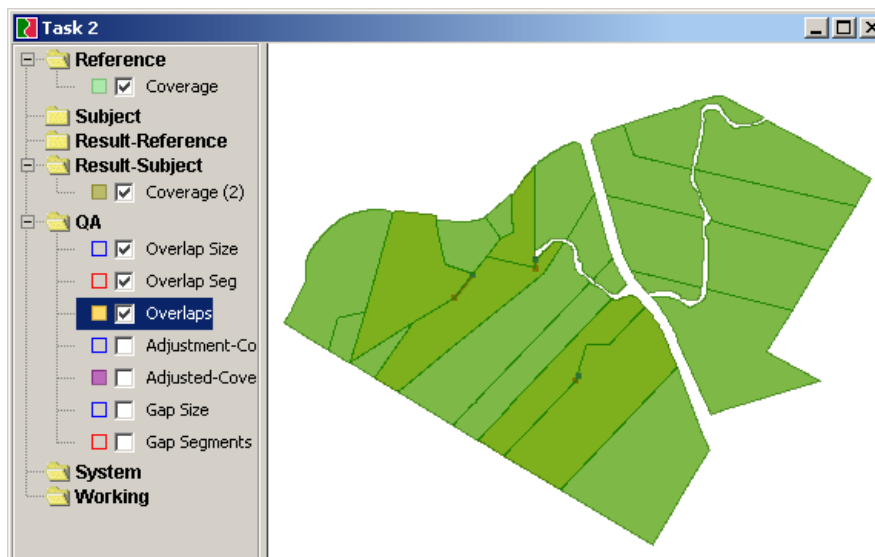 Task 2
Reference
Coverage
Subject
Result-Reference
Result-Subject
Coverage (2)
QA
Overlap Size
Overlap Seg
Overlaps
Adjustment-Co
Adjusted-Cove
Gap Size
Gap Segments
System
Working